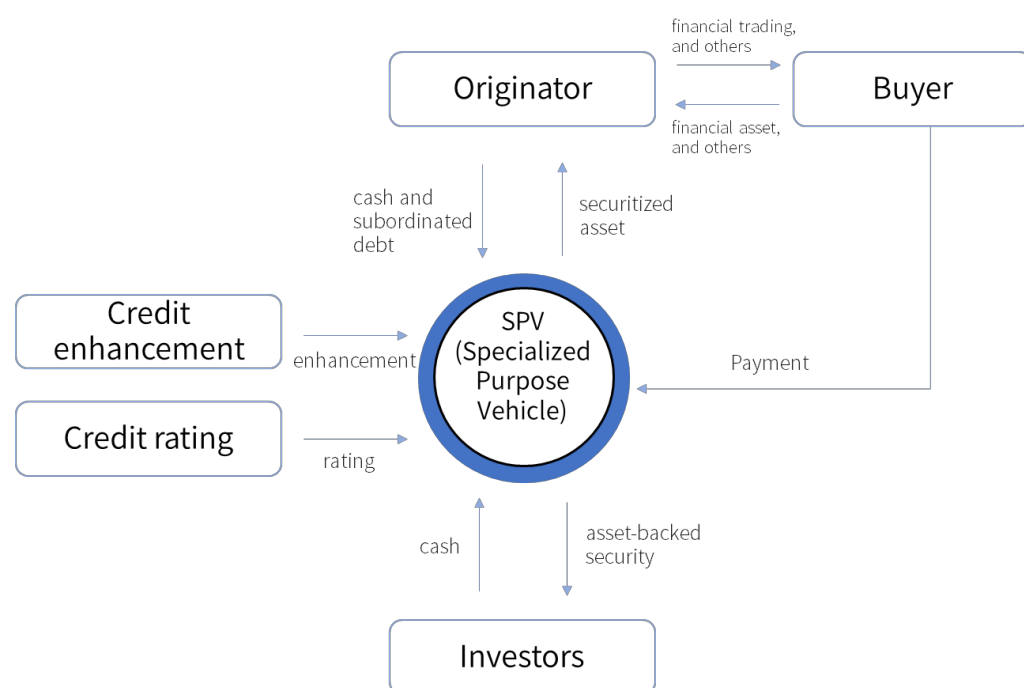 financial trading,
and others
Originator
Buyer
financial asset,
and others
cash and
subordinated
debt
securitized
asset
Credit
enhancement
enhancement
SPV
(Specialized
Purpose
Vehicle)
Payment
Credit rating
rating
cash
asset-backed
security
Investors